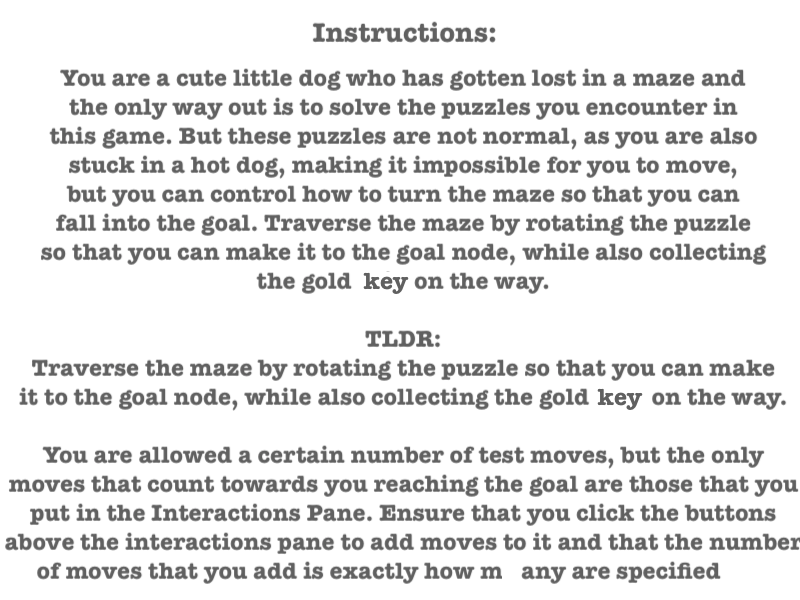 Instructions:
You are a cute little dog who has gotten lost in a maze and
the only way out is to solve the puzzles you encounter in
this game. But these puzzles are not normal, as you are also
stuck in a hot dog, making it impossible for you to move,
but you can control how to turn the maze so that you can
fall into the goal. Traverse the maze by rotating the puzzle
so that you can make it to the goal node, while also collecting
the gold key on the way.
TLDR:
Traverse the maze by rotating the puzzle so that you can make
it to the goal node, while also collecting the gold key on the way.
You are allowed a certain number of test moves, but the only
moves that count towards you reaching the goal are those that you
put in the Interactions Pane. Ensure that you click the buttons
above the interactions pane to add moves to it and that the number
of moves that you add is exactly how m any are specified